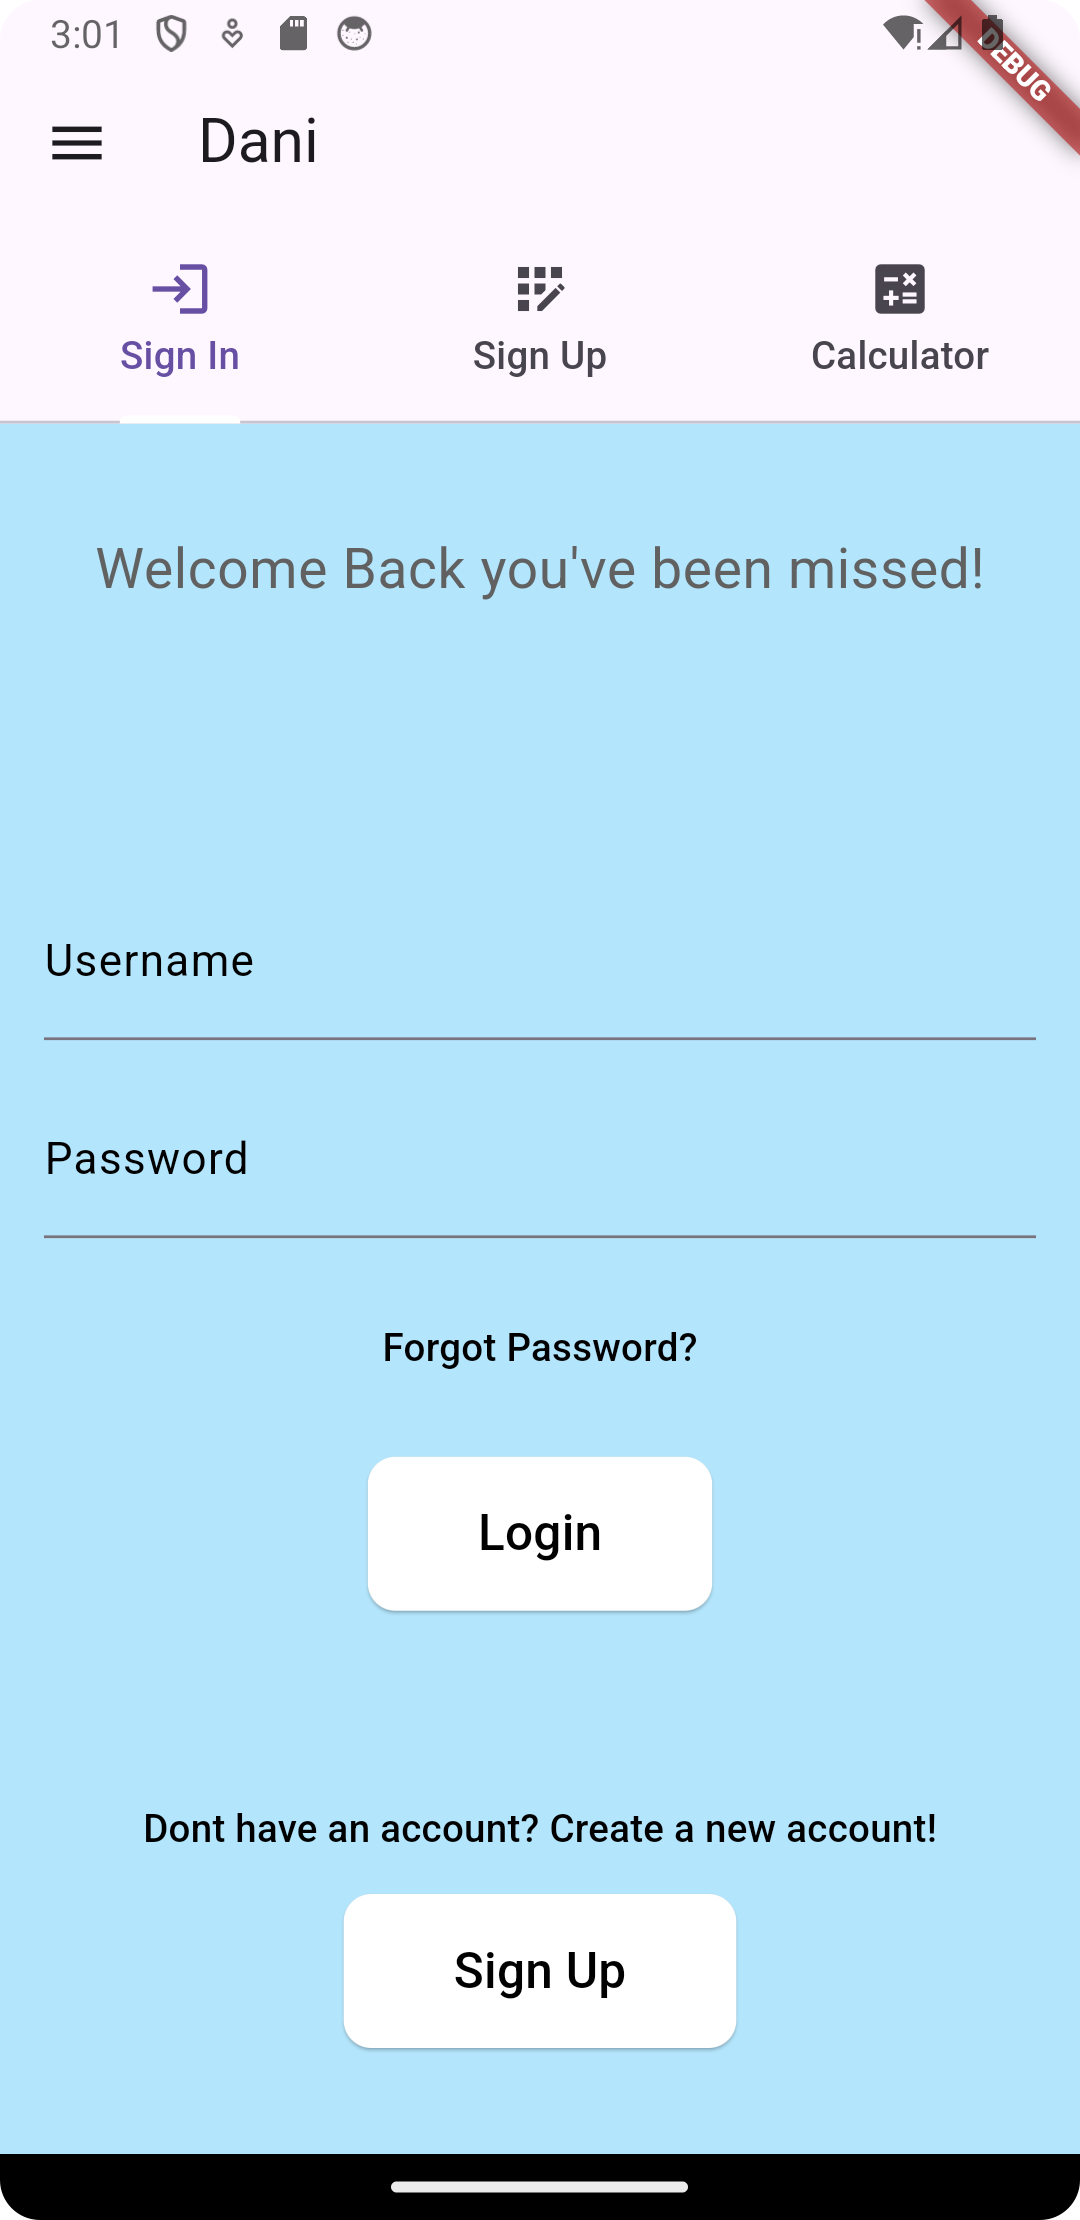 3:01
DEBUG
Dani
Sign In
Sign Up
Calculator
Welcome Back you've been missed!
Username
Password
Forgot Password?
Login
Dont have an account? Create a new account!
Sign Up